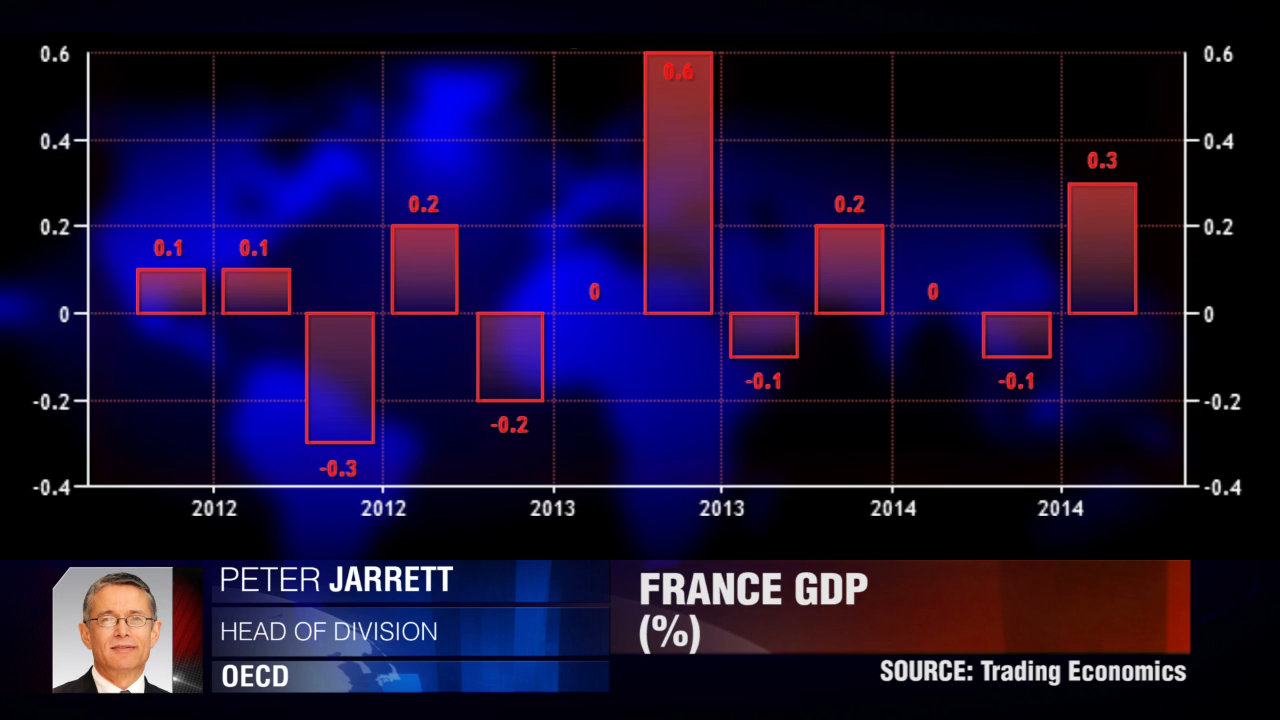 0.6 0.6 0.6
0.4 0.3 0.4
0.2 0.2 0.2 0.2
0.1 0.1
0 0 0 0
-0.1 -0.1
-0.2 -0.2 -0.2
-0.3
-0.4 -0.4
2012 2012 2013 2013 2014 2014
PETER JARRETT
HEAD OF DIVISION
OECD
FRANCE GDP
(%)
SOURCE: Trading Economics